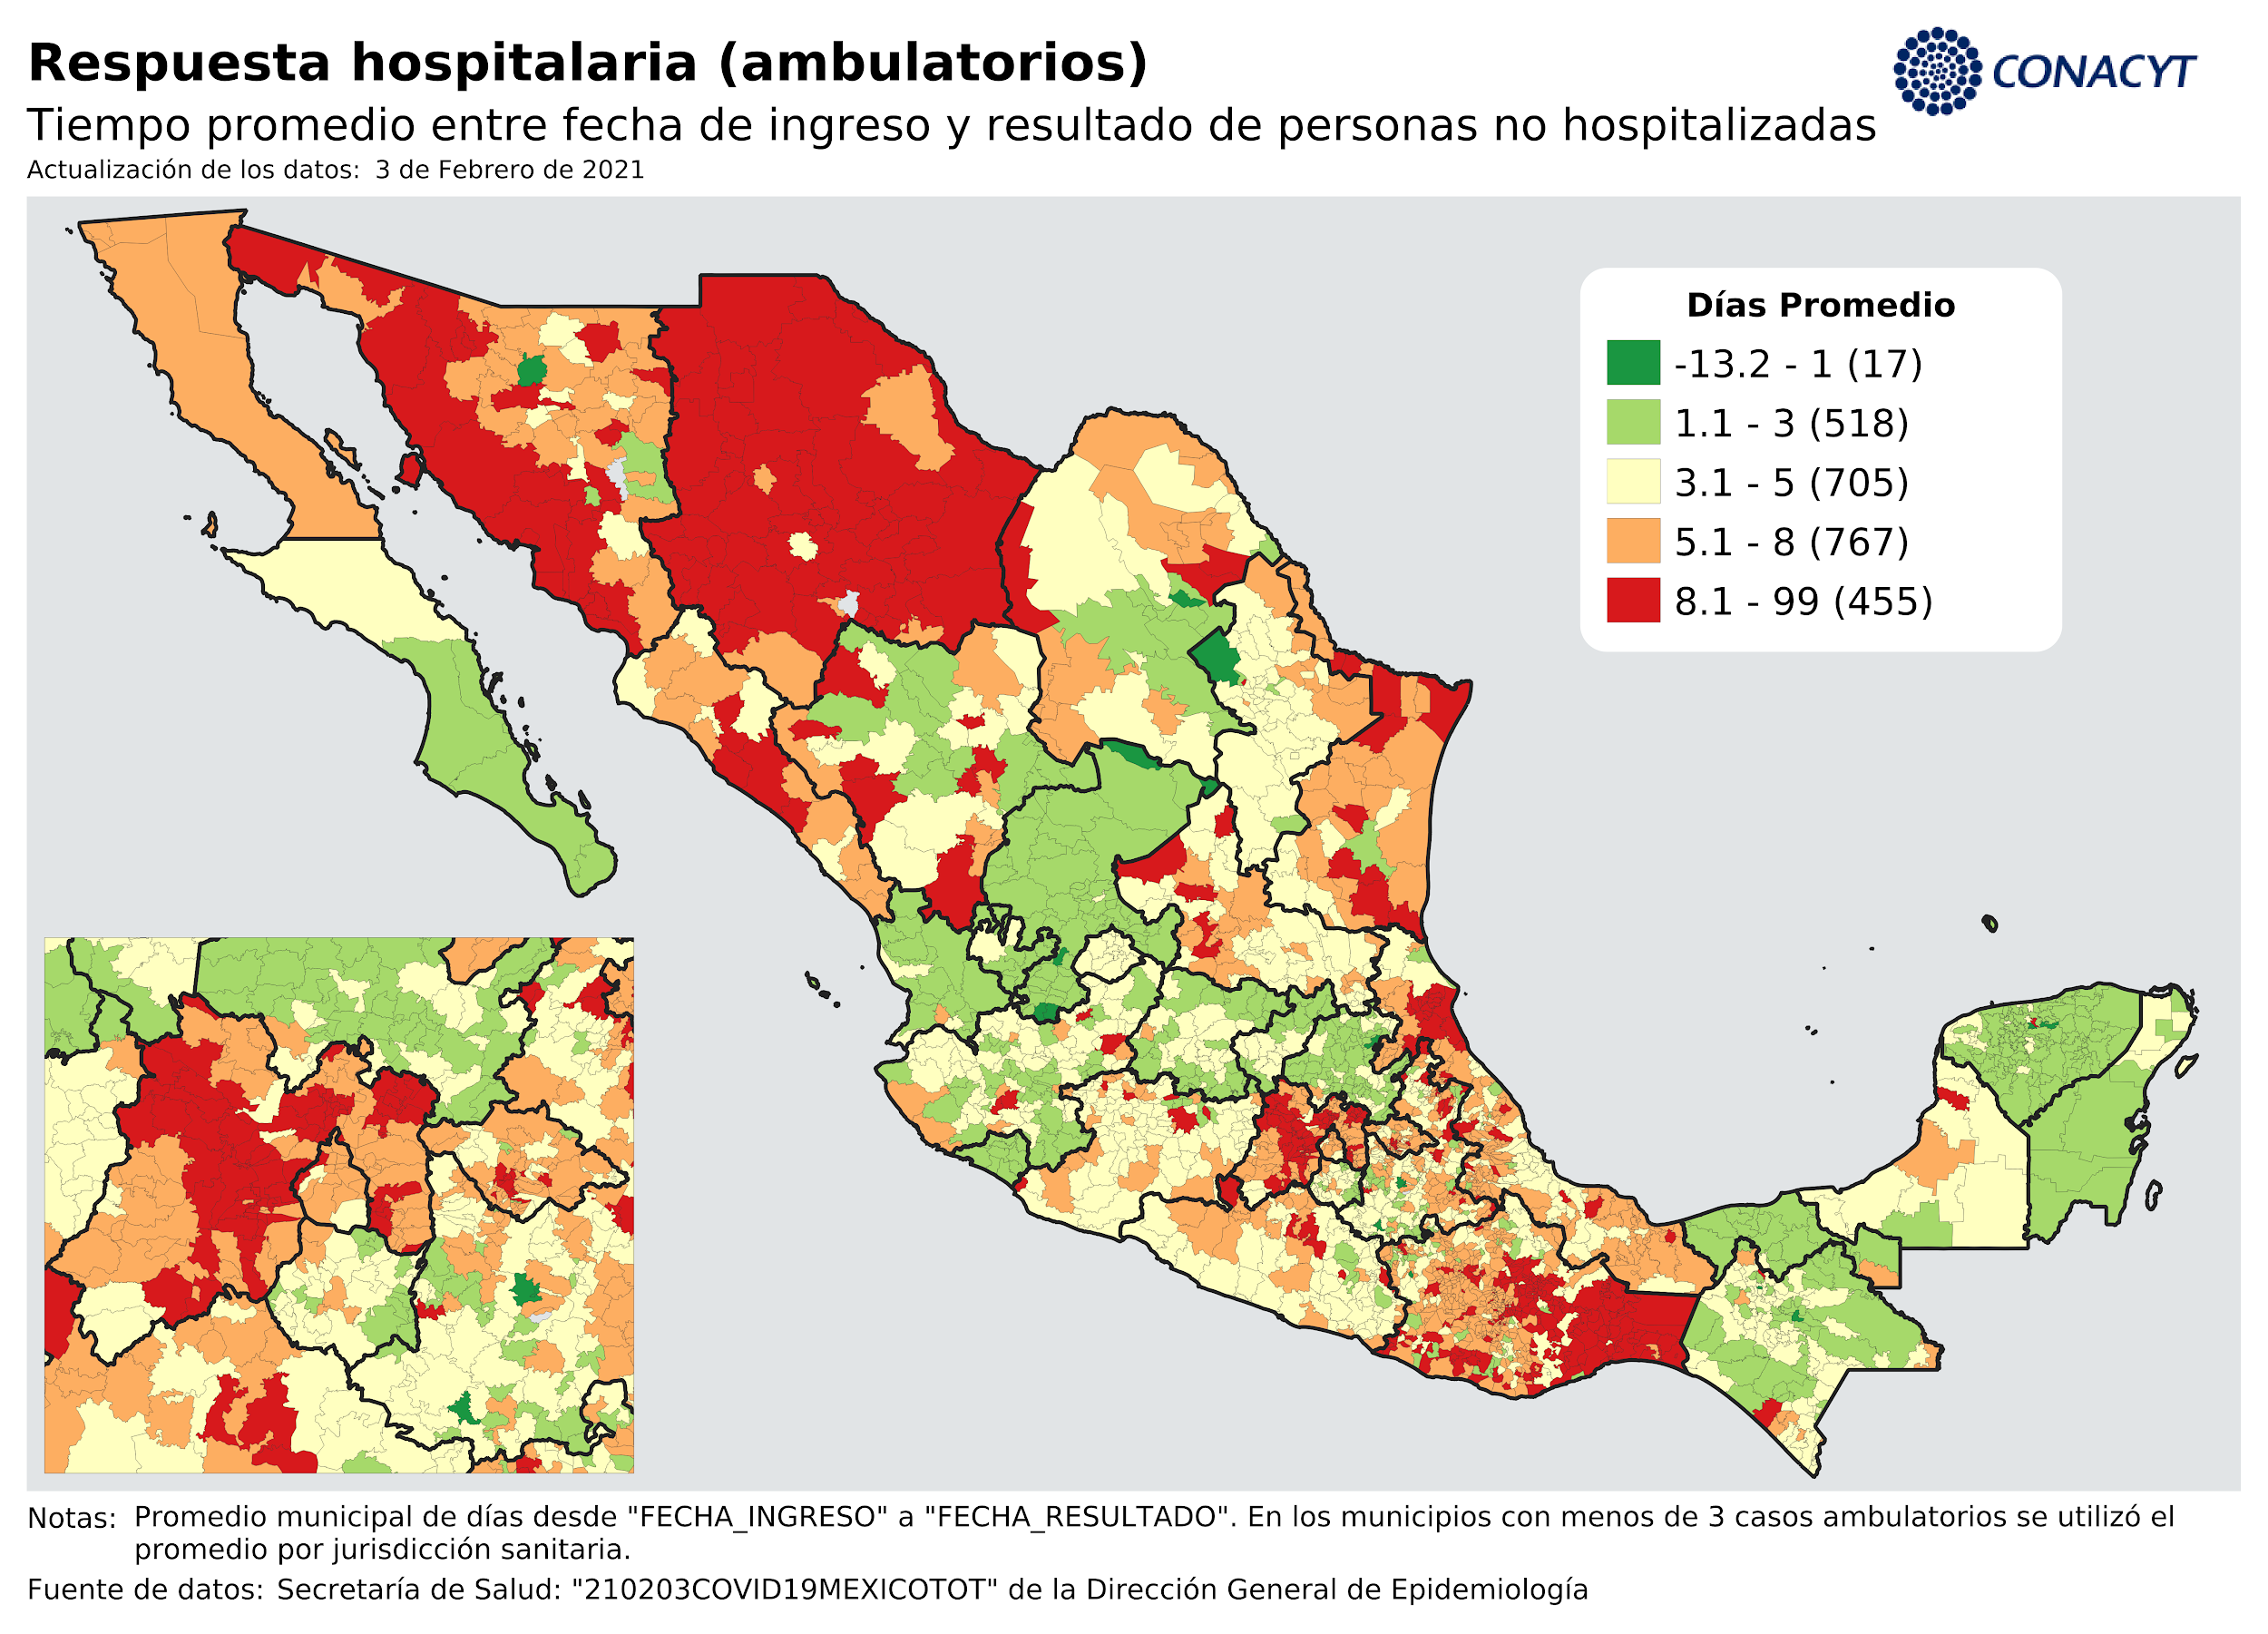 Respuesta hospitalaria (ambulatorios)
CONACYT
Tiempo promedio entre fecha de ingreso y resultado de personas no hospitalizadas
Actualización de los datos: 3 de Febrero de 2021
Días Promedio
-13.2 - 1 (17)
1.1 - 3 (518)
3.1 - 5 (705)
5.1 - 8 (767)
8.1 - 99 (455)
Notas: Promedio municipal de días desde "FECHA_INGRESO" a "FECHA_RESULTADO". En los municipios con menos de 3 casos ambulatorios se utilizó el
promedio por jurisdicción sanitaria.
Fuente de datos: Secretaría de Salud: "210203COVID19MEXICOTOT" de la Dirección General de Epidemiología